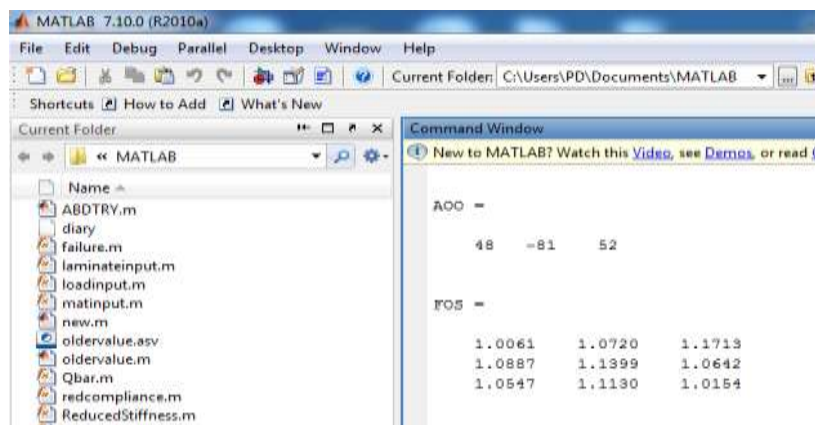 MATLAB 7.10.0 (R2010a)
File Edit Debug Parallel Desktop Window Help
Current Folder: C:\Users\PD\Documents\MATLAB
Shortcuts How to Add What's New
Current Folder
« MATLAB
Name
ABDTRY.m
diary
failure.m
laminateinput.m
loadinput.m
matinput.m
new.m
oldervalue.asv
oldervalue.m
Qbar.m
redcompliance.m
ReducedStiffness.m
Command Window
New to MATLAB? Watch this Video, see Demos, or read
AOO =
48 -81 52
FOS =
1.0061 1.0720 1.1713
1.0887 1.1399 1.0642
1.0547 1.1130 1.0154